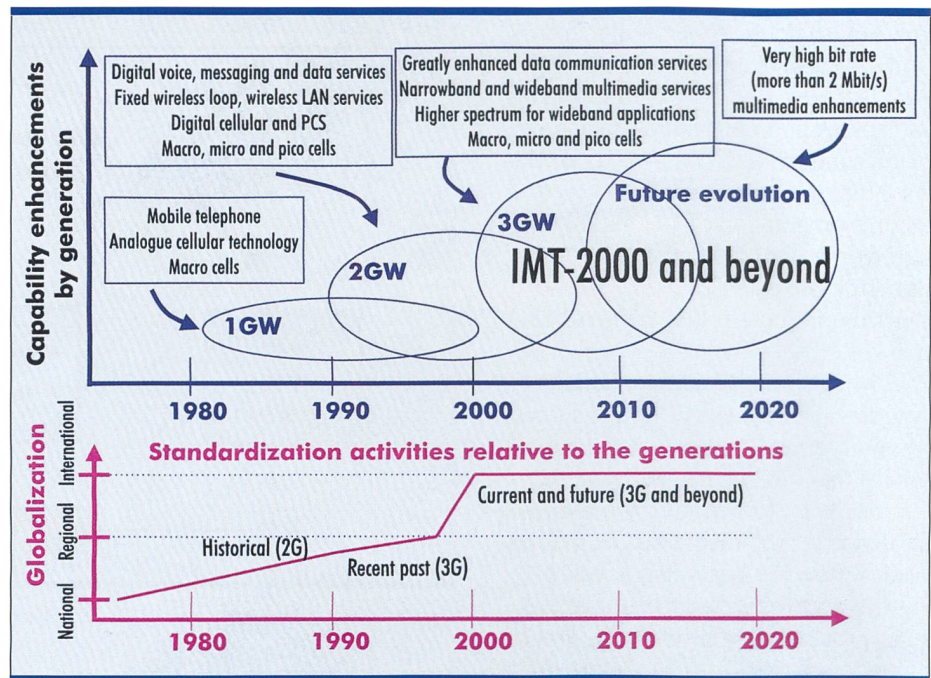 Capability enhancements
by generation
Digital voice, messaging and data services
Fixed wireless loop, wireless LAN services
Digital cellular and PCS
Macro, micro and pico cells
Greatly enhanced data communication services
Narrowband and wideband multimedia services
Higher spectrum for wideband applications
Macro, micro and pico cells
Very high bit rate
(more than 2 Mbit/s)
multimedia enhancements
Mobile telephone
Analogue cellular technology
Macro cells
1GW
2GW
3GW
Future evolution
IMT-2000 and beyond
1980
1990
2000
2010
2020
Globalization
National
Regional
International
Standardization activities relative to the generations
Current and future (3G and beyond)
Historical (2G)
Recent past (3G)
1980
1990
2000
2010
2020